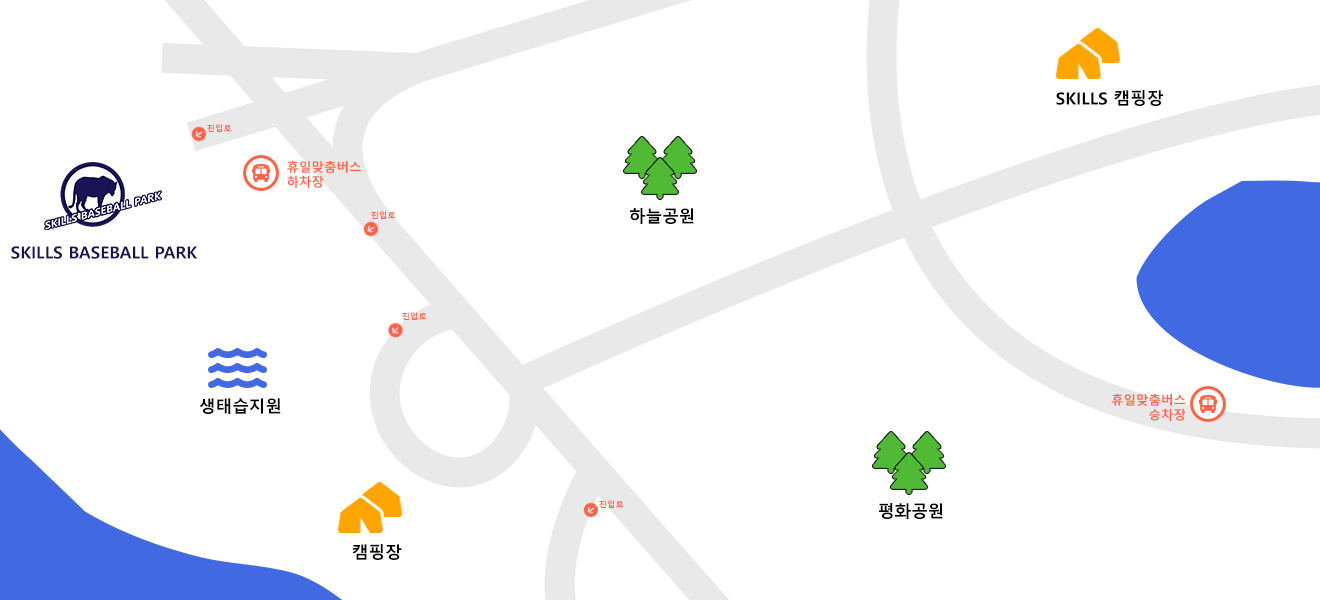 SKILLS 캠핑장
진입로
휴일맞춤버스
하차장
SKILLS BASEBALL PARK
SKILLS BASEBALL PARK
진입로
하늘공원
진입로
생태습지원
휴일맞춤버스
승차장
진입로
평화공원
캠핑장